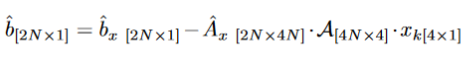 b̂[2N×1] = b̂x [2N×1] − Âx [2N×4N] · 𝒜[4N×4] · xk[4×1]